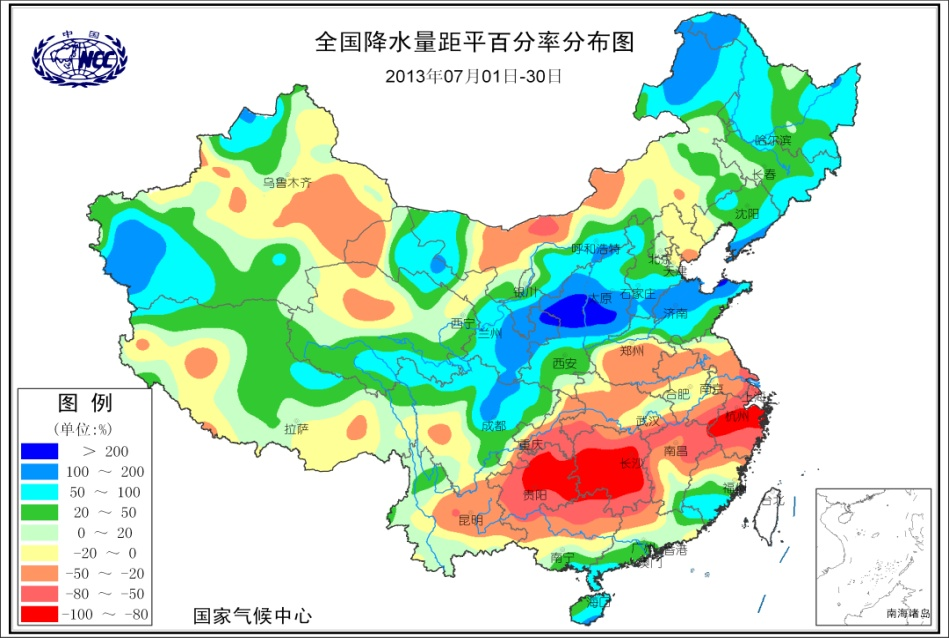 中 国
NCC
全国降水量距平百分率分布图
2013年07月01日-30日
哈尔滨
长春
乌鲁木齐
沈阳
呼和浩特
北京
天津
银川
太原
石家庄
济南
西宁
兰州
西安
郑州
合肥
南京
上海
成都
武汉
杭州
拉萨
重庆
长沙
南昌
贵阳
福州
台北
昆明
南宁
广州
香港
澳门
海口
图 例
(单位:%)
> 200
100 ~ 200
50 ~ 100
20 ~ 50
0 ~ 20
-20 ~ 0
-50 ~ -20
-80 ~ -50
-100 ~ -80
国家气候中心
南海诸岛